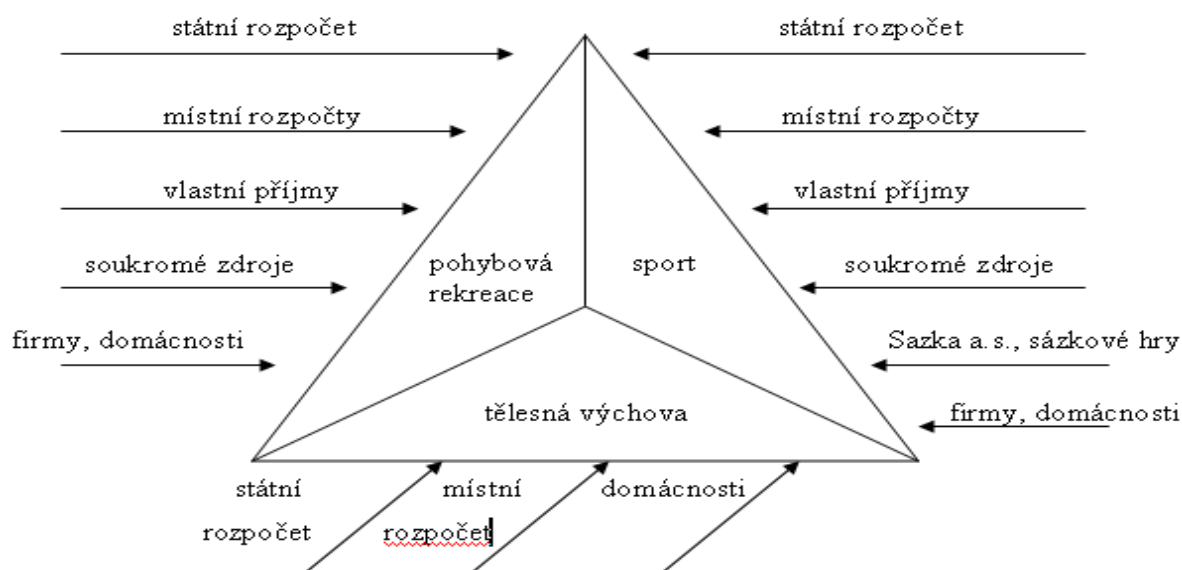 státní rozpočet
státní rozpočet
místní rozpočty
místní rozpočty
vlastní příjmy
vlastní příjmy
soukromé zdroje
pohybová
rekreace
sport
soukromé zdroje
firmy, domácnosti
Sazka a.s., sázkové hry
tělesná výchova
firmy, domácnosti
státní
rozpočet
místní
rozpočet
domácnosti